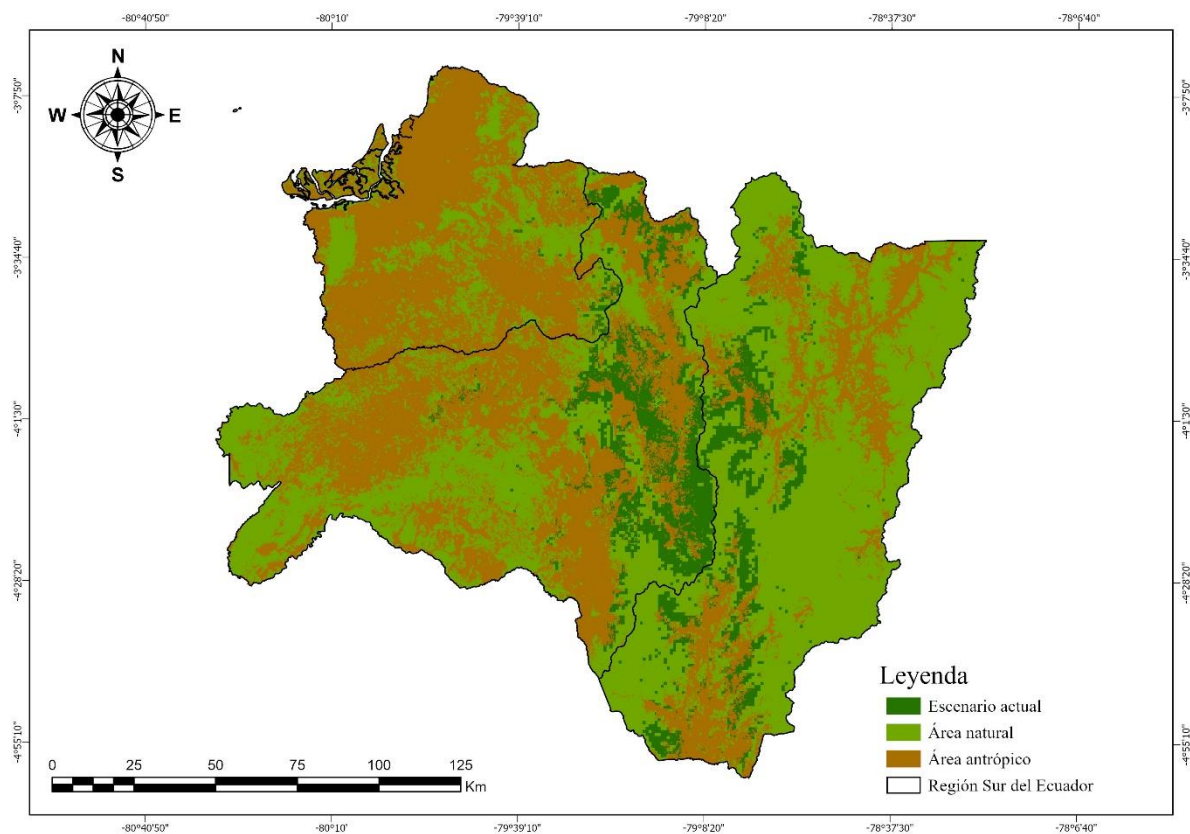 -80°40'50" -80°10' -79°39'10" -79°8'20" -78°37'30" -78°6'40"
N
W E
S
-3°7'50" -3°7'50"
-3°34'40" -3°34'40"
-4°1'30" -4°1'30"
-4°28'20" -4°28'20"
-4°55'10" -4°55'10"
Leyenda
Escenario actual
Área natural
Área antrópico
Región Sur del Ecuador
0 25 50 75 100 125
Km
-80°40'50" -80°10' -79°39'10" -79°8'20" -78°37'30" -78°6'40"